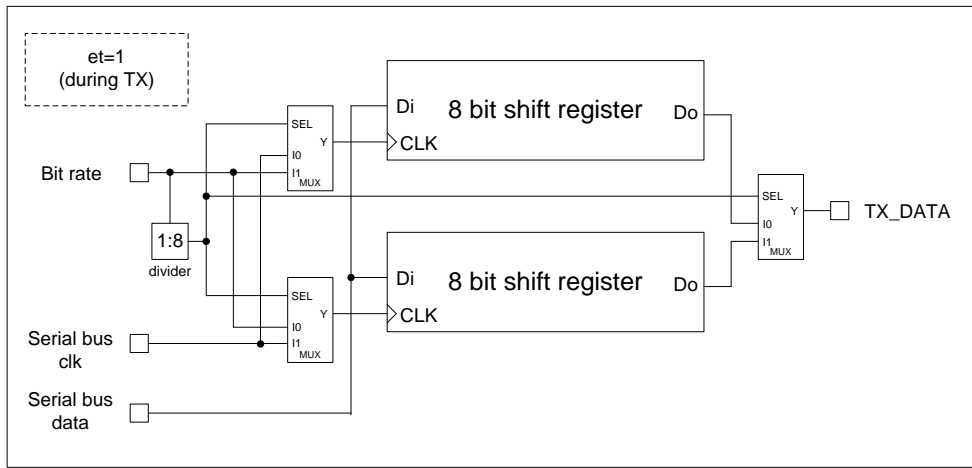 et=1
(during TX)
Di
8 bit shift register
Do
CLK
SEL
Y
I0
I1
MUX
Bit rate
SEL
Y
I0
I1
MUX
TX_DATA
1:8
divider
Di
8 bit shift register
Do
CLK
SEL
Y
I0
I1
MUX
Serial bus
clk
Serial bus
data